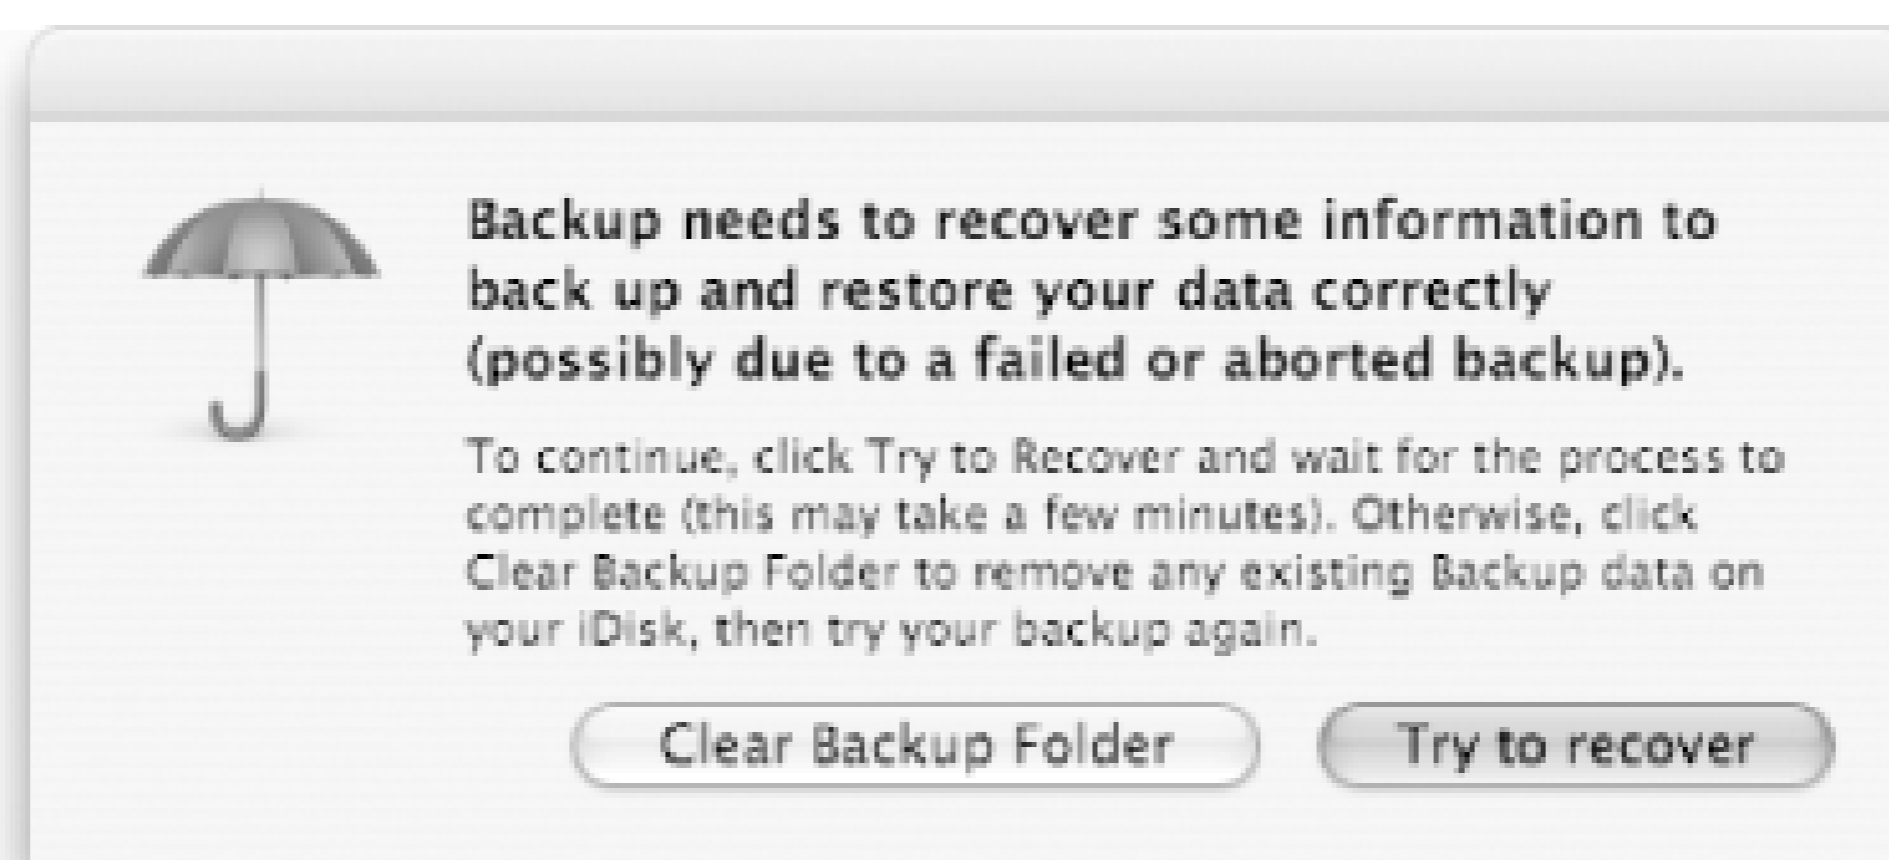 Backup needs to recover some information to
back up and restore your data correctly
(possibly due to a failed or aborted backup).
To continue, click Try to Recover and wait for the process to
complete (this may take a few minutes). Otherwise, click
Clear Backup Folder to remove any existing Backup data on
your iDisk, then try your backup again.
Clear Backup Folder
Try to recover